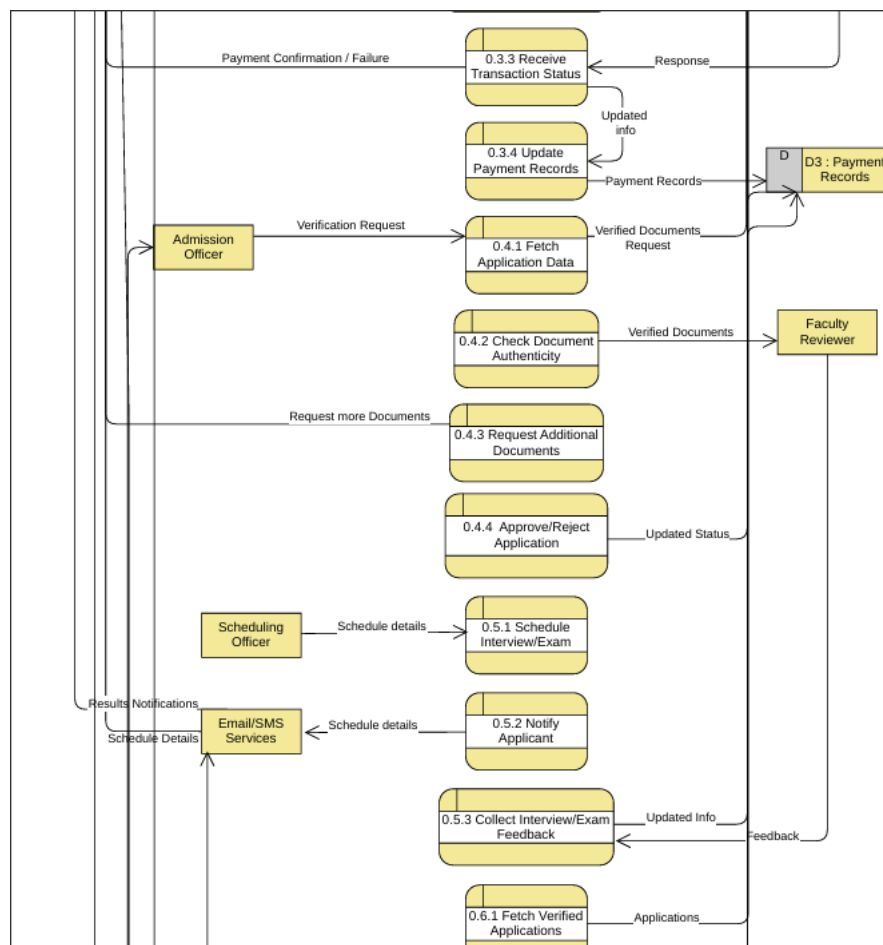 Payment Confirmation / Failure
0.3.3 Receive
Transaction Status
Response
Updated
info
0.3.4 Update
Payment Records
Payment Records
D
D3 : Payment
Records
Admission
Officer
Verification Request
0.4.1 Fetch
Application Data
Verified Documents
Request
0.4.2 Check Document
Authenticity
Verified Documents
Faculty
Reviewer
Request more Documents
0.4.3 Request Additional
Documents
0.4.4 Approve/Reject
Application
Updated Status
Scheduling
Officer
Schedule details
0.5.1 Schedule
Interview/Exam
Results Notifications
Schedule Details
Email/SMS
Services
Schedule details
0.5.2 Notify
Applicant
0.5.3 Collect Interview/Exam
Feedback
Updated Info
Feedback
0.6.1 Fetch Verified
Applications
Applications